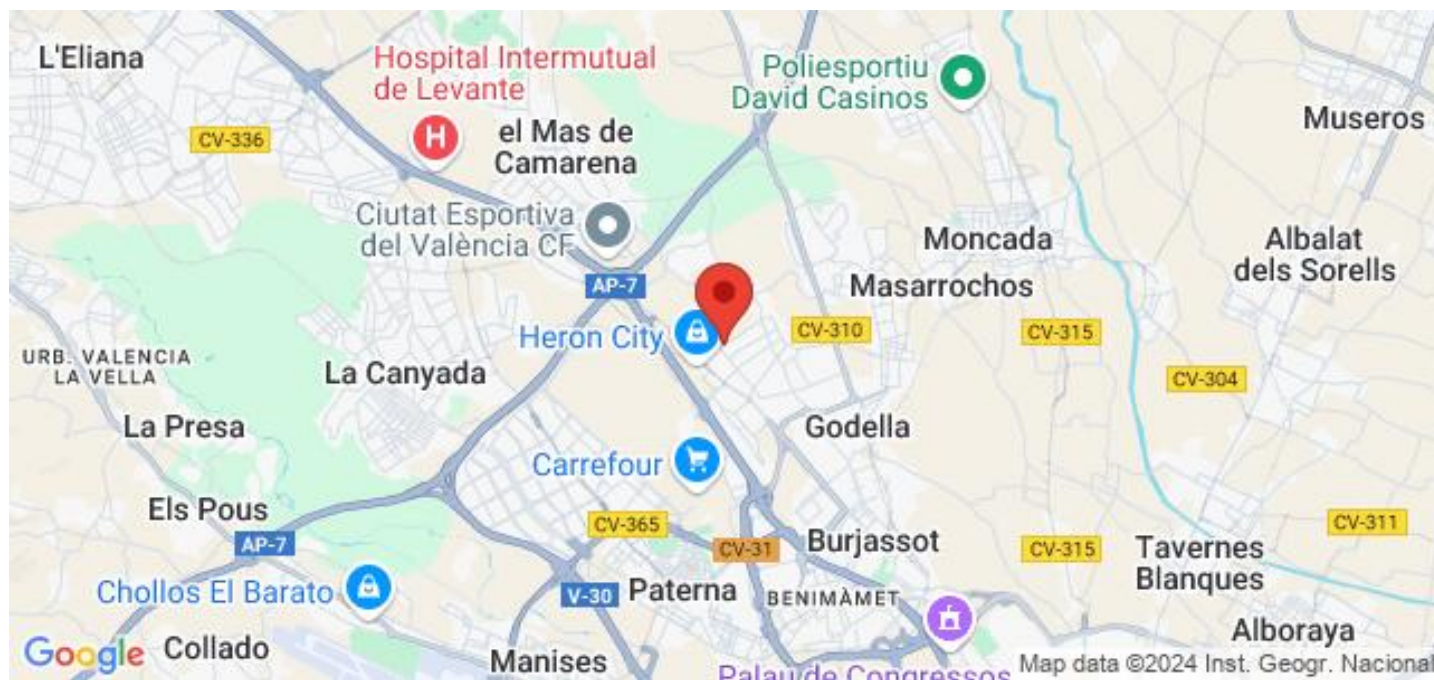 L'Eliana
Hospital Intermutual
de Levante
Poliesportiu
David Casinos
Museros
CV-336
el Mas de
Camarena
Ciutat Esportiva
del València CF
Moncada
Albalat
dels Sorells
AP-7
Masarrochos
Heron City
CV-310
CV-315
URB. VALENCIA
LA VELLA
La Canyada
CV-304
La Presa
Godella
Carrefour
Els Pous
CV-365
CV-311
AP-7
CV-31
Burjassot
CV-315
Tavernes
Blanques
Chollos El Barato
V-30
Paterna
BENIMÀMET
Alboraya
Google
Collado
Manises
Palau de Congressos
Map data ©2024 Inst. Geogr. Nacional